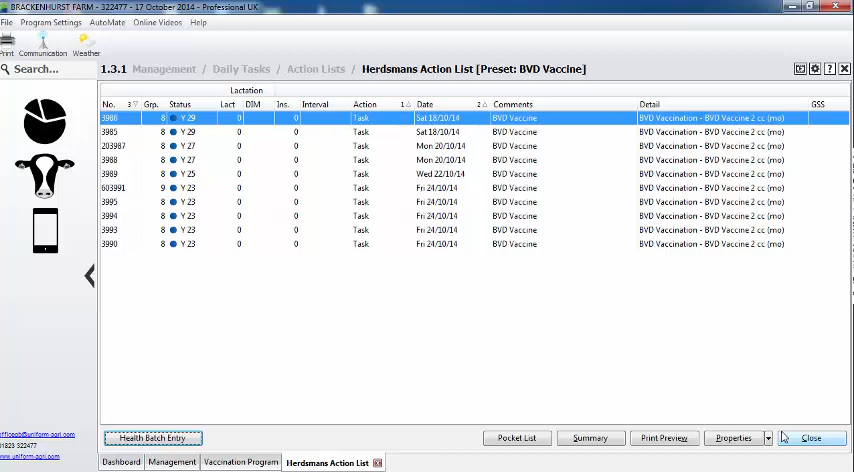 BRACKENHURST FARM - 322477 - 17 October 2014 - Professional UK
File Program Settings AutoMate Online Videos Help
Print Communication Weather
Search... 1.3.1 Management / Daily Tasks / Action Lists / Herdsmans Action List [Preset: BVD Vaccine]
Lactation
No. 3 Grp. Status Lact DIM Ins. Interval Action 1 Date 2 Comments Detail GSS
3986 8 Y 29 0 0 Task Sat 18/10/14 BVD Vaccine BVD Vaccination - BVD Vaccine 2 cc (mo)
3985 8 Y 29 0 0 Task Sat 18/10/14 BVD Vaccine BVD Vaccination - BVD Vaccine 2 cc (mo)
203987 8 Y 27 0 0 Task Mon 20/10/14 BVD Vaccine BVD Vaccination - BVD Vaccine 2 cc (mo)
3988 8 Y 27 0 0 Task Mon 20/10/14 BVD Vaccine BVD Vaccination - BVD Vaccine 2 cc (mo)
3989 8 Y 25 0 0 Task Wed 22/10/14 BVD Vaccine BVD Vaccination - BVD Vaccine 2 cc (mo)
603991 9 Y 23 0 0 Task Fri 24/10/14 BVD Vaccine BVD Vaccination - BVD Vaccine 2 cc (mo)
3995 8 Y 23 0 0 Task Fri 24/10/14 BVD Vaccine BVD Vaccination - BVD Vaccine 2 cc (mo)
3994 8 Y 23 0 0 Task Fri 24/10/14 BVD Vaccine BVD Vaccination - BVD Vaccine 2 cc (mo)
3993 8 Y 23 0 0 Task Fri 24/10/14 BVD Vaccine BVD Vaccination - BVD Vaccine 2 cc (mo)
3990 8 Y 23 0 0 Task Fri 24/10/14 BVD Vaccine BVD Vaccination - BVD Vaccine 2 cc (mo)
officegb@uniform-agri.com
01823 322477
www.uniform-agri.com
Health Batch Entry Pocket List Summary Print Preview Properties Close
Dashboard Management Vaccination Program Herdsmans Action List